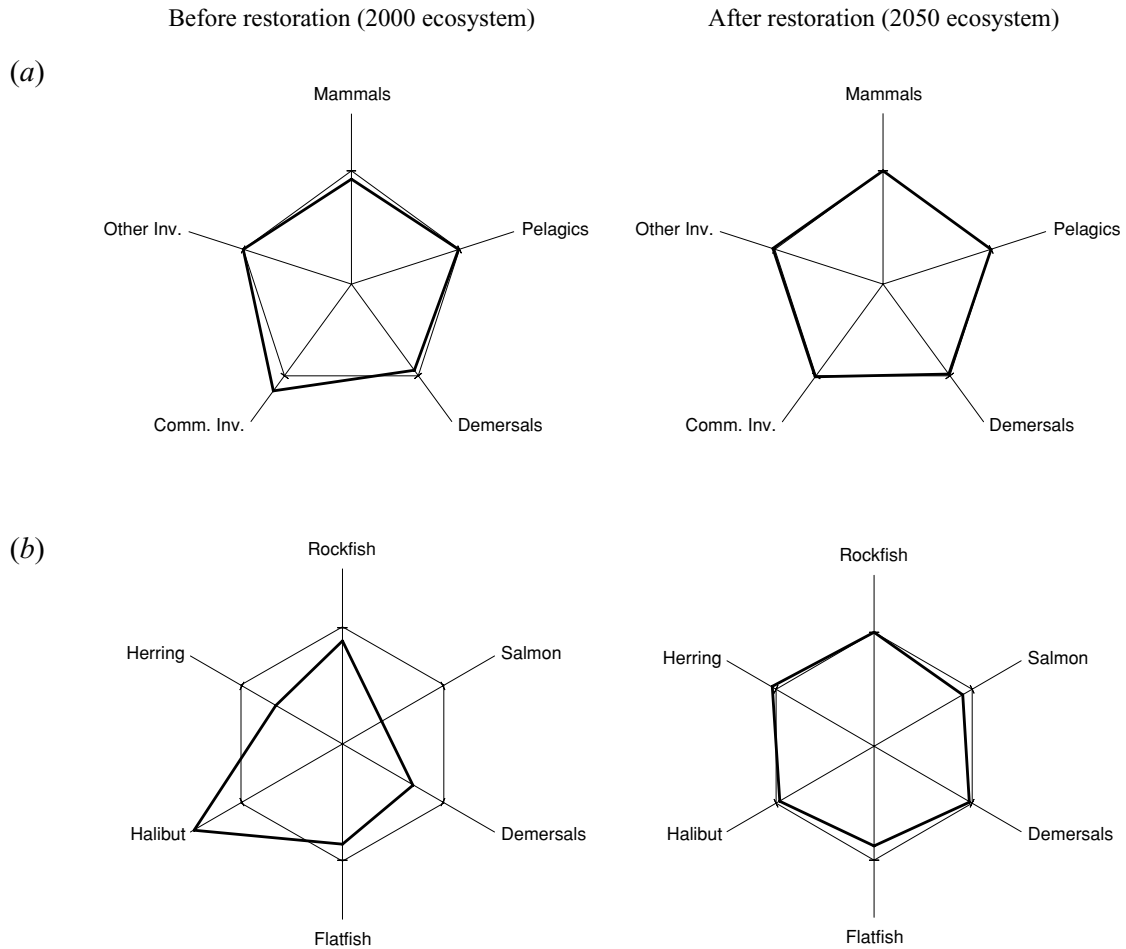 Before restoration (2000 ecosystem)
After restoration (2050 ecosystem)
(a)
Mammals
Other Inv.
Pelagics
Comm. Inv.
Demersals
Mammals
Other Inv.
Pelagics
Comm. Inv.
Demersals
(b)
Rockfish
Herring
Salmon
Halibut
Demersals
Flatfish
Rockfish
Herring
Salmon
Halibut
Demersals
Flatfish